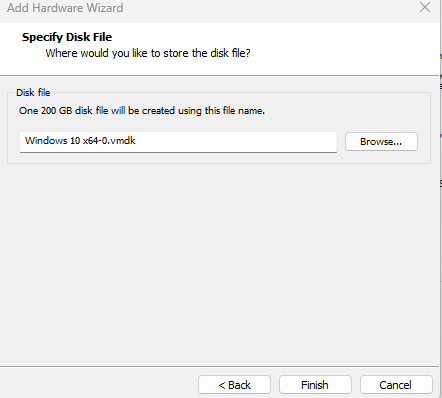 Add Hardware Wizard
Specify Disk File
Where would you like to store the disk file?
Disk file
One 200 GB disk file will be created using this file name.
Windows 10 x64-0.vmdk
Browse...
< Back
Finish
Cancel